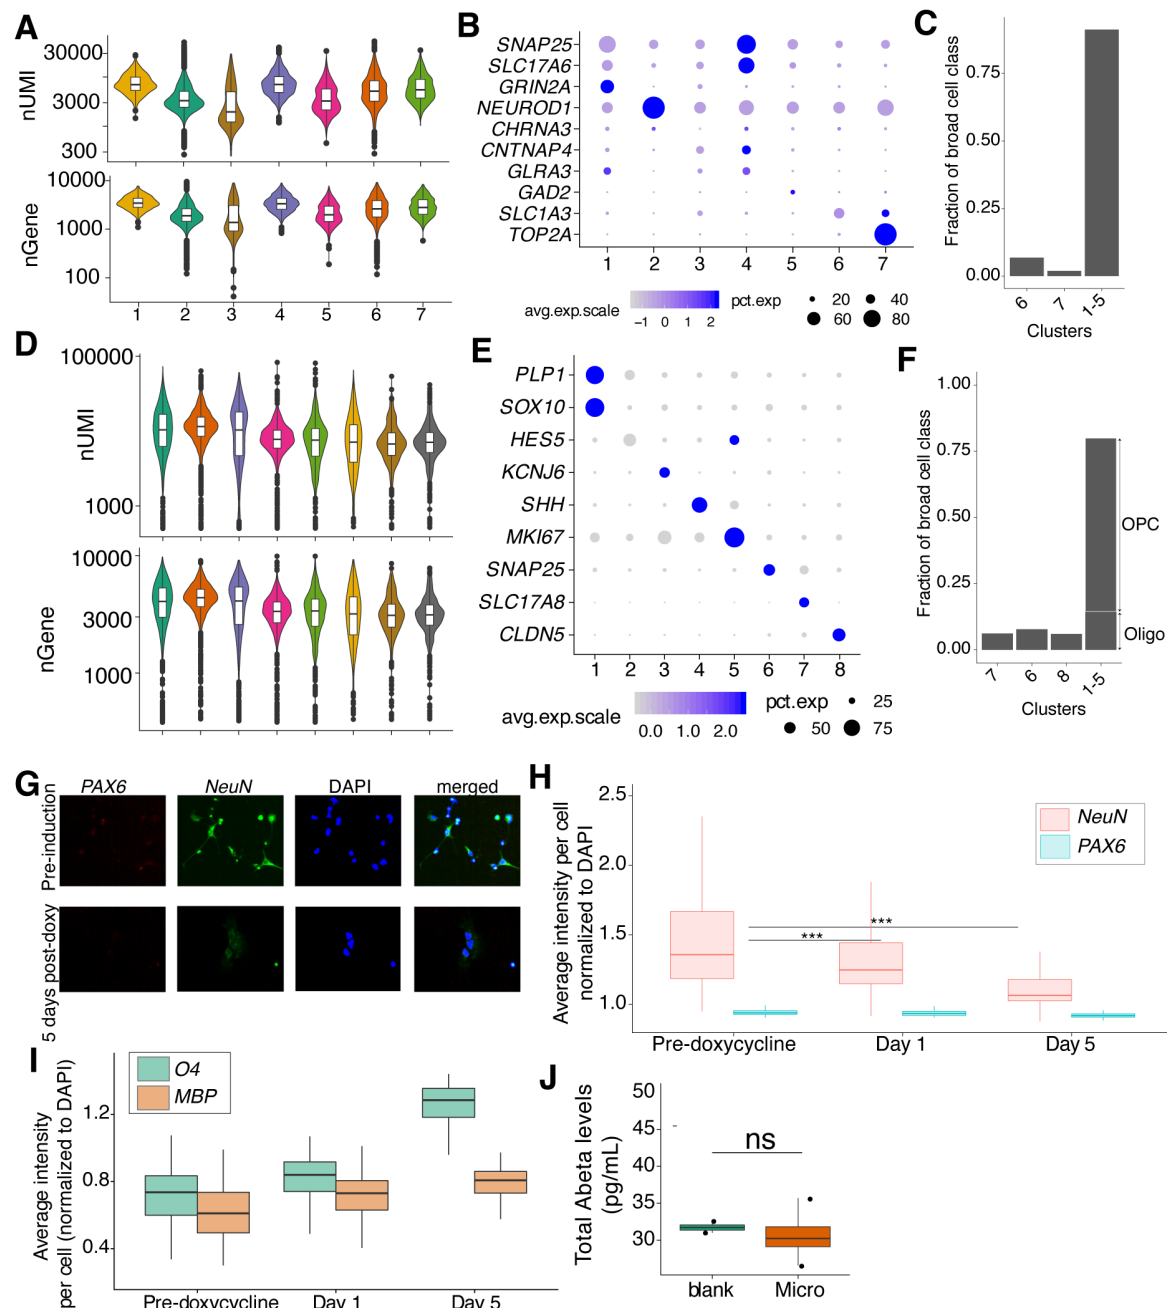 A
nUMI
30000
3000
300
nGene
10000
1000
100
1 2 3 4 5 6 7
B
SNAP25
SLC17A6
GRIN2A
NEUROD1
CHRNA3
CNTNAP4
GLRA3
GAD2
SLC1A3
TOP2A
1 2 3 4 5 6 7
avg.exp.scale
−1 0 1 2
pct.exp
20 40
60 80
C
Fraction of broad cell class
0.75
0.50
0.25
0.00
6 7 1-5
Clusters
D
nUMI
100000
1000
nGene
10000
3000
1000
E
PLP1
SOX10
HES5
KCNJ6
SHH
MKI67
SNAP25
SLC17A8
CLDN5
1 2 3 4 5 6 7 8
avg.exp.scale
0.0 1.0 2.0
pct.exp
25
50 75
F
Fraction of broad cell class
1.00
0.75
0.50
0.25
0.00
OPC
Oligo
7 6 8 1-5
Clusters
G
PAX6 NeuN DAPI merged
Pre-induction
5 days post-doxy
H
Average intensity per cell
normalized to DAPI
2.5
2.0
1.5
1.0
NeuN
PAX6
***
***
Pre-doxycycline Day 1 Day 5
I
Average intensity
per cell (normalized to DAPI)
1.2
0.8
0.4
O4
MBP
Pre-doxycycline Day 1 Day 5
J
Total Abeta levels
(pg/mL)
50
45
40
35
30
ns
blank Micro